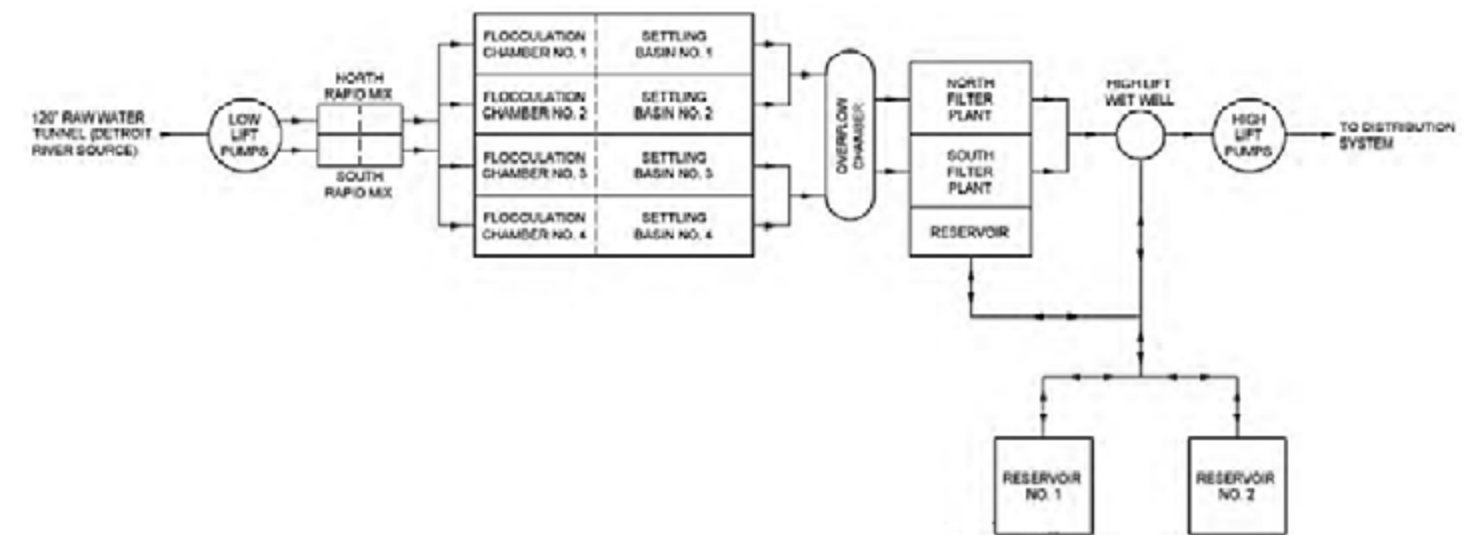 120" RAW WATER
TUNNEL (DETROIT
RIVER SOURCE)
LOW
LIFT
PUMPS
NORTH
RAPID MIX
SOUTH
RAPID MIX
FLOCCULATION
CHAMBER NO. 1
SETTLING
BASIN NO. 1
FLOCCULATION
CHAMBER NO. 2
SETTLING
BASIN NO. 2
FLOCCULATION
CHAMBER NO. 3
SETTLING
BASIN NO. 3
FLOCCULATION
CHAMBER NO. 4
SETTLING
BASIN NO. 4
OVERFLOW
CHAMBER
NORTH
FILTER
PLANT
SOUTH
FILTER
PLANT
RESERVOIR
HIGH LIFT
WET WELL
HIGH
LIFT
PUMPS
TO DISTRIBUTION
SYSTEM
RESERVOIR
NO. 1
RESERVOIR
NO. 2